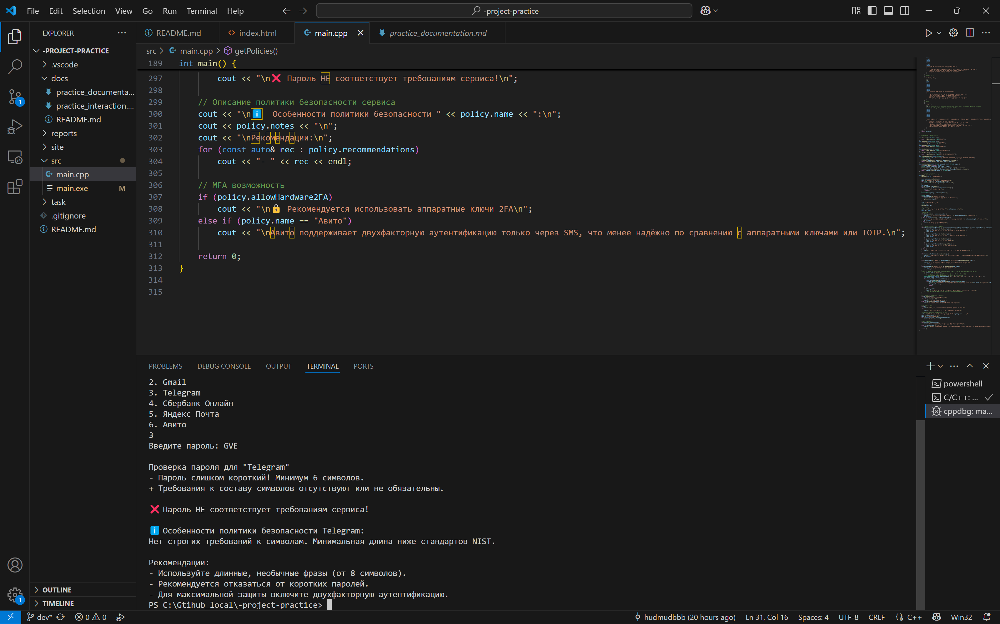 File Edit Selection View Go Run Terminal Help
-project-practice
EXPLORER
README.md
index.html
main.cpp
practice_documentation.md
-PROJECT-PRACTICE
.vscode
docs
practice_documenta...
practice_interaction....
README.md
reports
site
src
main.cpp
main.exe M
task
.gitignore
README.md
OUTLINE
TIMELINE
src > main.cpp > getPolicies()
189 int main() {
297 cout << "\n❌ Пароль НЕ соответствует требованиям сервиса!\n";
298
299 // Описание политики безопасности сервиса
300 cout << "\nℹ️ Особенности политики безопасности " << policy.name << ":\n";
301 cout << policy.notes << "\n";
302 cout << "\nРекомендации:\n";
303 for (const auto& rec : policy.recommendations)
304 cout << "- " << rec << endl;
305
306 // MFA возможность
307 if (policy.allowHardware2FA)
308 cout << "\n🔒 Рекомендуется использовать аппаратные ключи 2FA\n";
309 else if (policy.name == "Авито")
310 cout << "\nАвито поддерживает двухфакторную аутентификацию только через SMS, что менее надёжно по сравнению с аппаратными ключами или TOTP.\n";
311
312 return 0;
313 }
314
315
PROBLEMS DEBUG CONSOLE OUTPUT TERMINAL PORTS
2. Gmail
3. Telegram
4. Сбербанк Онлайн
5. Яндекс Почта
6. Авито
3
Введите пароль: GVE
Проверка пароля для "Telegram"
- Пароль слишком короткий! Минимум 6 символов.
+ Требования к составу символов отсутствуют или не обязательны.
❌ Пароль НЕ соответствует требованиям сервиса!
ℹ️ Особенности политики безопасности Telegram:
Нет строгих требований к символам. Минимальная длина ниже стандартов NIST.
Рекомендации:
- Используйте длинные, необычные фразы (от 8 символов).
- Рекомендуется отказаться от коротких паролей.
- Для максимальной защиты включите двухфакторную аутентификацию.
PS C:\Gtihub_local\-project-practice>
powershell
C/C++: ...
cppdbg: ma...
1
1
dev* 0 0
hudmudbbb (20 hours ago) Ln 31, Col 16 Spaces: 4 UTF-8 CRLF {} C++ Win32